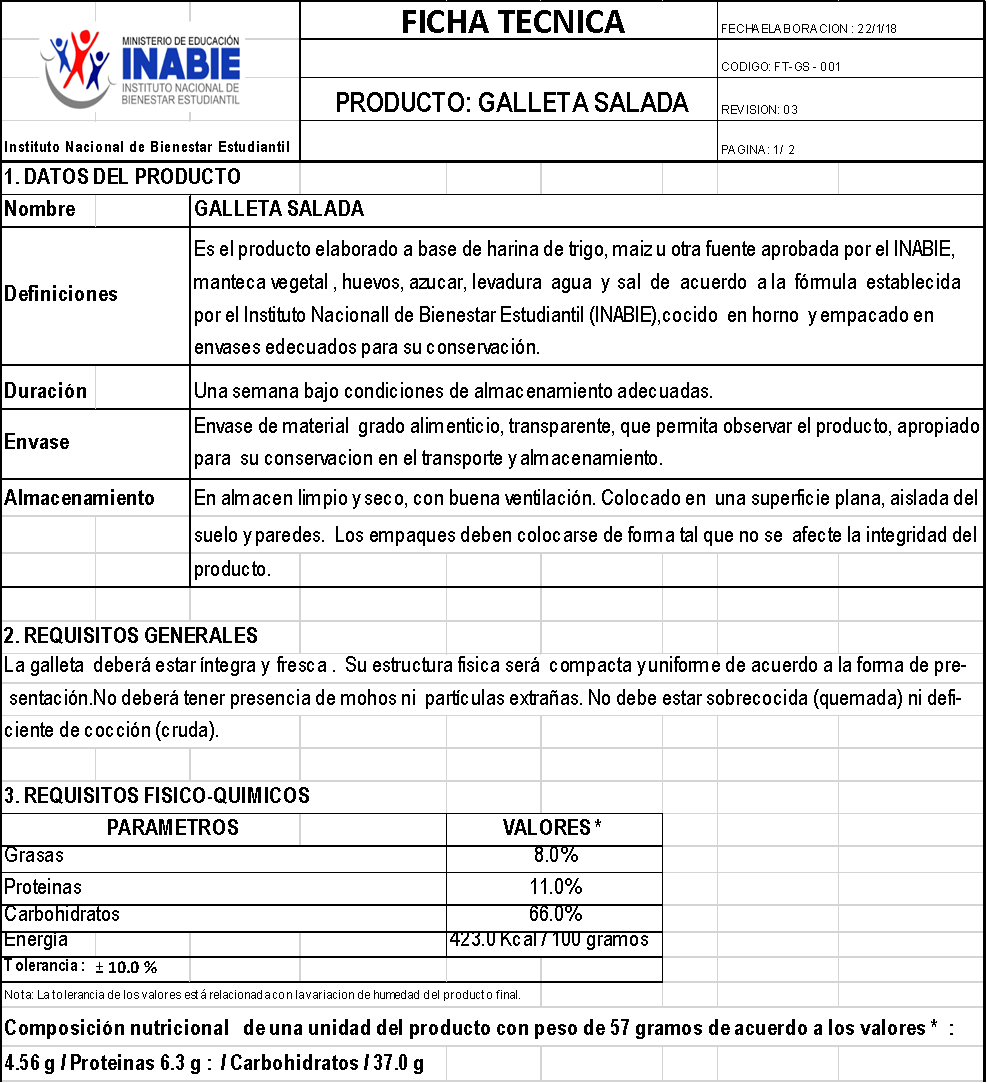 MINISTERIO DE EDUCACIÓN
INABIE
INSTITUTO NACIONAL DE
BIENESTAR ESTUDIANTIL
Instituto Nacional de Bienestar Estudiantil
FICHA TECNICA
PRODUCTO: GALLETA SALADA
FECHA ELABORACION : 22/1/18
CODIGO: FT-GS - 001
REVISION: 03
PAGINA: 1/ 2
1. DATOS DEL PRODUCTO
Nombre GALLETA SALADA
Definiciones
Es el producto elaborado a base de harina de trigo, maiz u otra fuente aprobada por el INABIE,
manteca vegetal , huevos, azucar, levadura agua y sal de acuerdo a la fórmula establecida
por el Instituto Nacionall de Bienestar Estudiantil (INABIE),cocido en horno y empacado en
envases edecuados para su conservación.
Duración Una semana bajo condiciones de almacenamiento adecuadas.
Envase
Envase de material grado alimenticio, transparente, que permita observar el producto, apropiado
para su conservacion en el transporte y almacenamiento.
Almacenamiento En almacen limpio y seco, con buena ventilación. Colocado en una superficie plana, aislada del
suelo y paredes. Los empaques deben colocarse de forma tal que no se afecte la integridad del
producto.
2. REQUISITOS GENERALES
La galleta deberá estar íntegra y fresca . Su estructura fisica será compacta y uniforme de acuerdo a la forma de pre-
sentación.No deberá tener presencia de mohos ni partículas extrañas. No debe estar sobrecocida (quemada) ni defi-
ciente de cocción (cruda).
3. REQUISITOS FISICO-QUIMICOS
PARAMETROS VALORES *
Grasas 8.0%
Proteinas 11.0%
Carbohidratos 66.0%
Energia 423.0 Kcal / 100 gramos
Tolerancia : ± 10.0 %
Nota: La tolerancia de los valores está relacionada con la variacion de humedad del producto final.
Composición nutricional de una unidad del producto con peso de 57 gramos de acuerdo a los valores * :
4.56 g / Proteinas 6.3 g : / Carbohidratos / 37.0 g